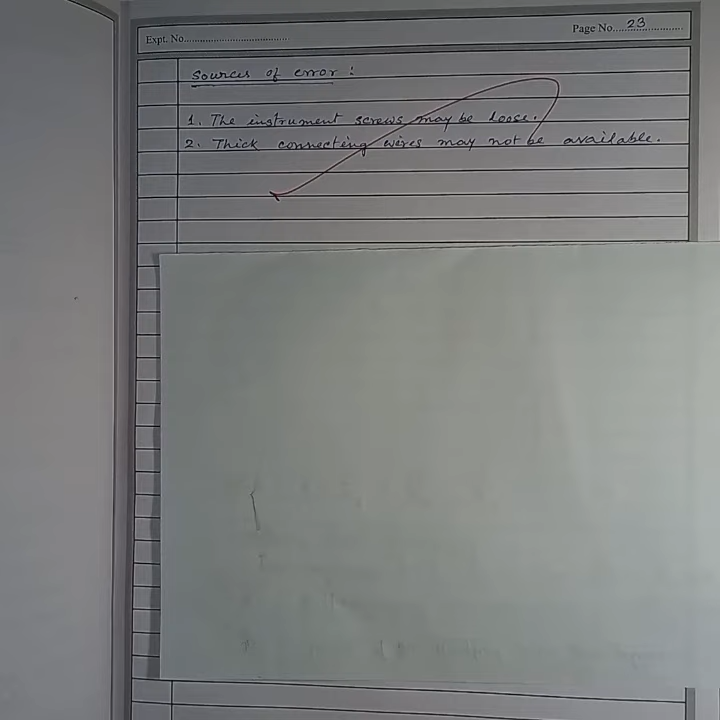 Expt. No.......................................
Page No....23................
Sources of error :
1. The instrument screws may be loose.
2. Thick connecting wires may not be available.